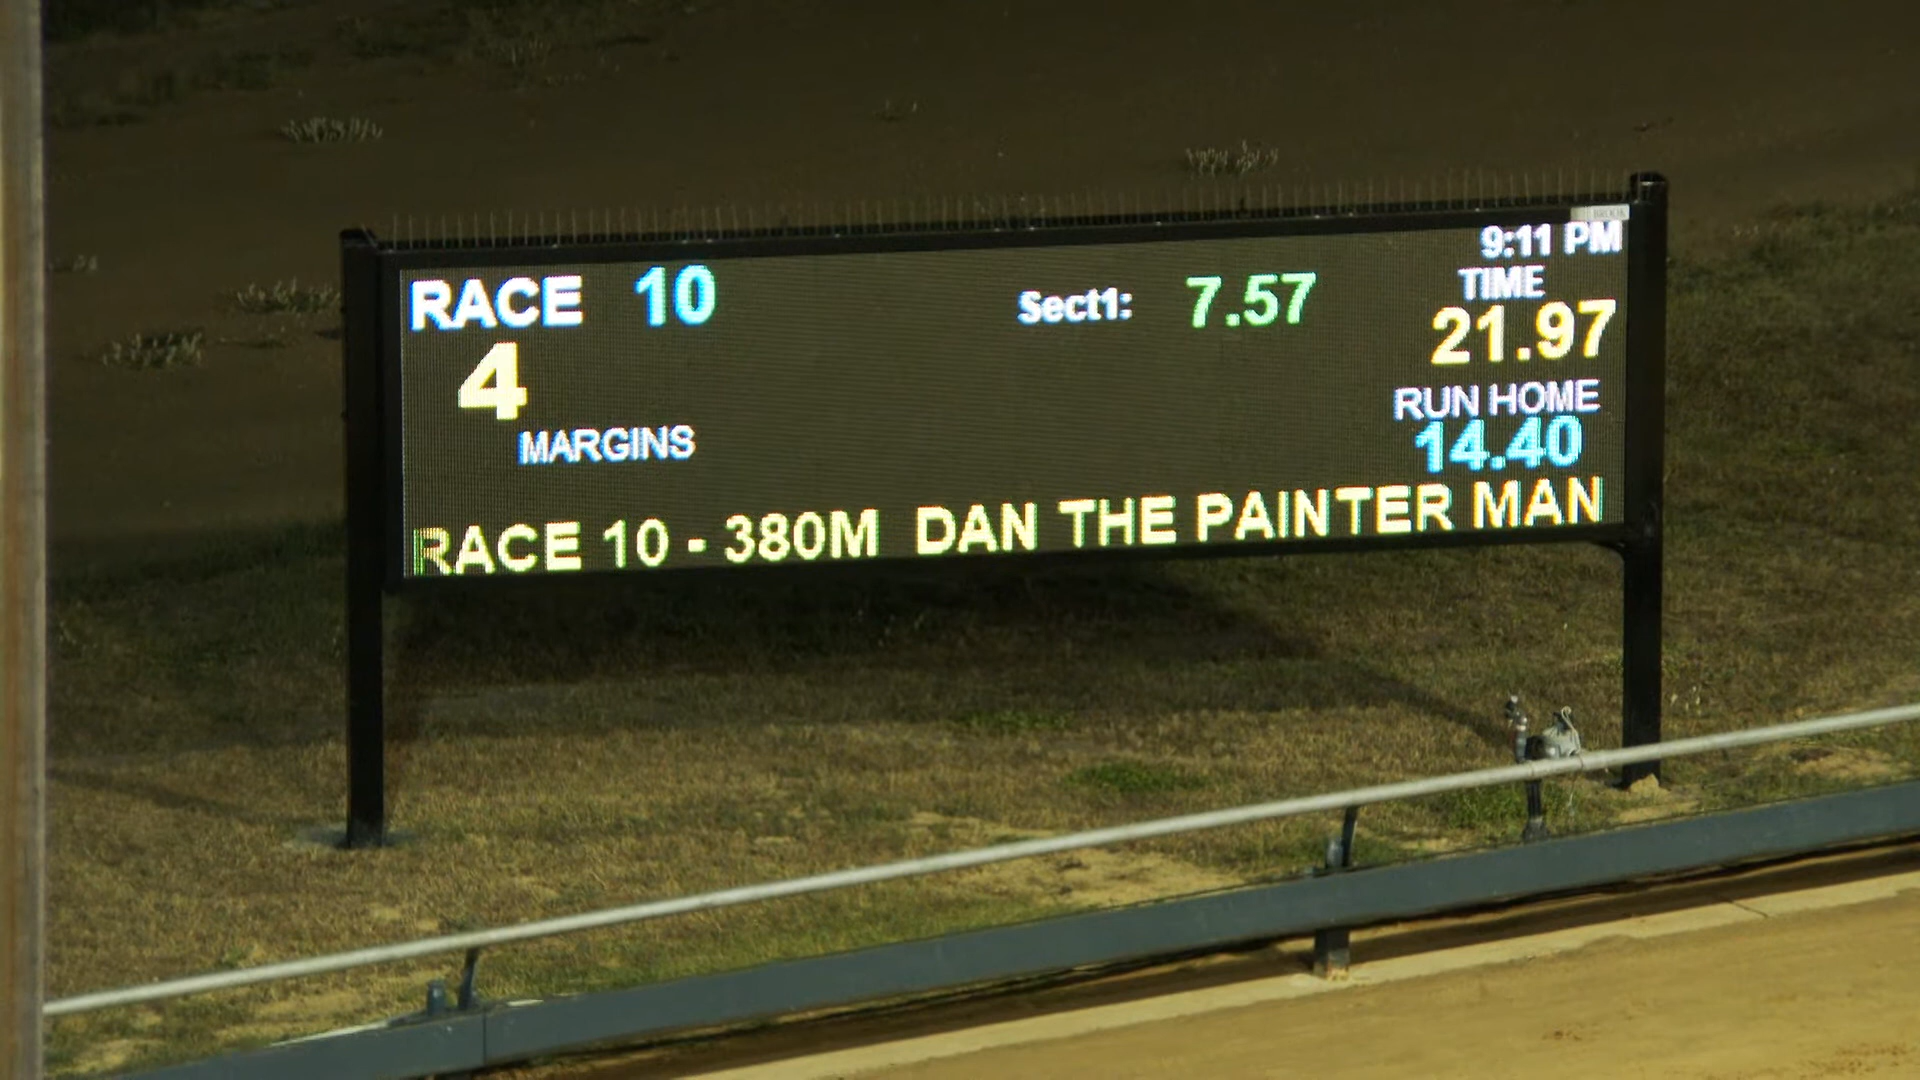 9:11 PM
RACE 10 Sect1: 7.57 TIME
21.97
4
RUN HOME
MARGINS 14.40
RACE 10 - 380M DAN THE PAINTER MAN